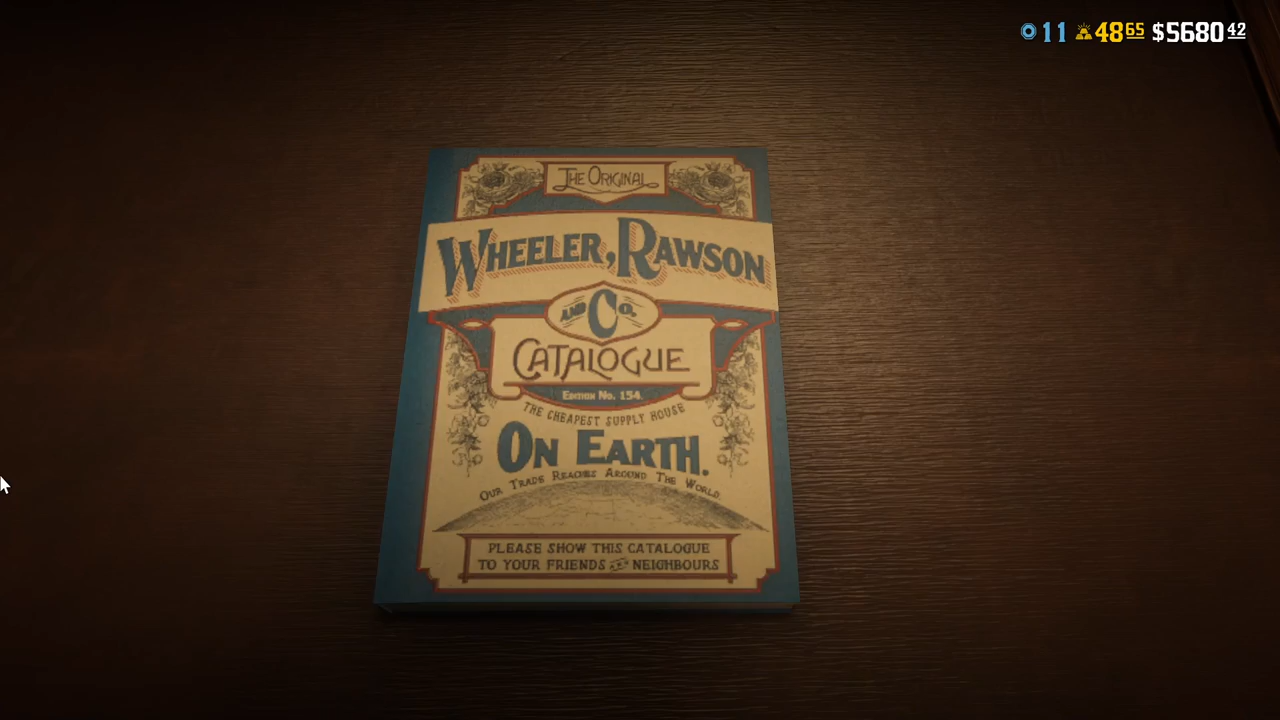 11 48 65 $5680 42
THE ORIGINAL
WHEELER, RAWSON
AND CO.
CATALOGUE
EDITION No. 154.
THE CHEAPEST SUPPLY HOUSE
ON EARTH.
OUR TRADE REACHES AROUND THE WORLD.
PLEASE SHOW THIS CATALOGUE
TO YOUR FRIENDS AND NEIGHBOURS